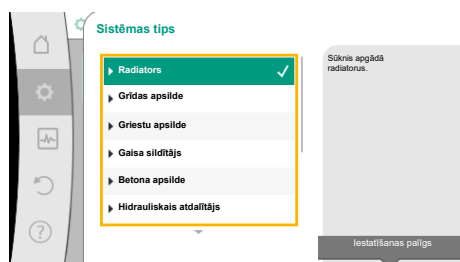 Sistēmas tips
Radiators
Grīdas apsilde
Griestu apsilde
Gaisa sildītājs
Betona apsilde
Hidrauliskais atdalītājs
Sūknis apgādā
radiatorus.
Iestatīšanas palīgs
?